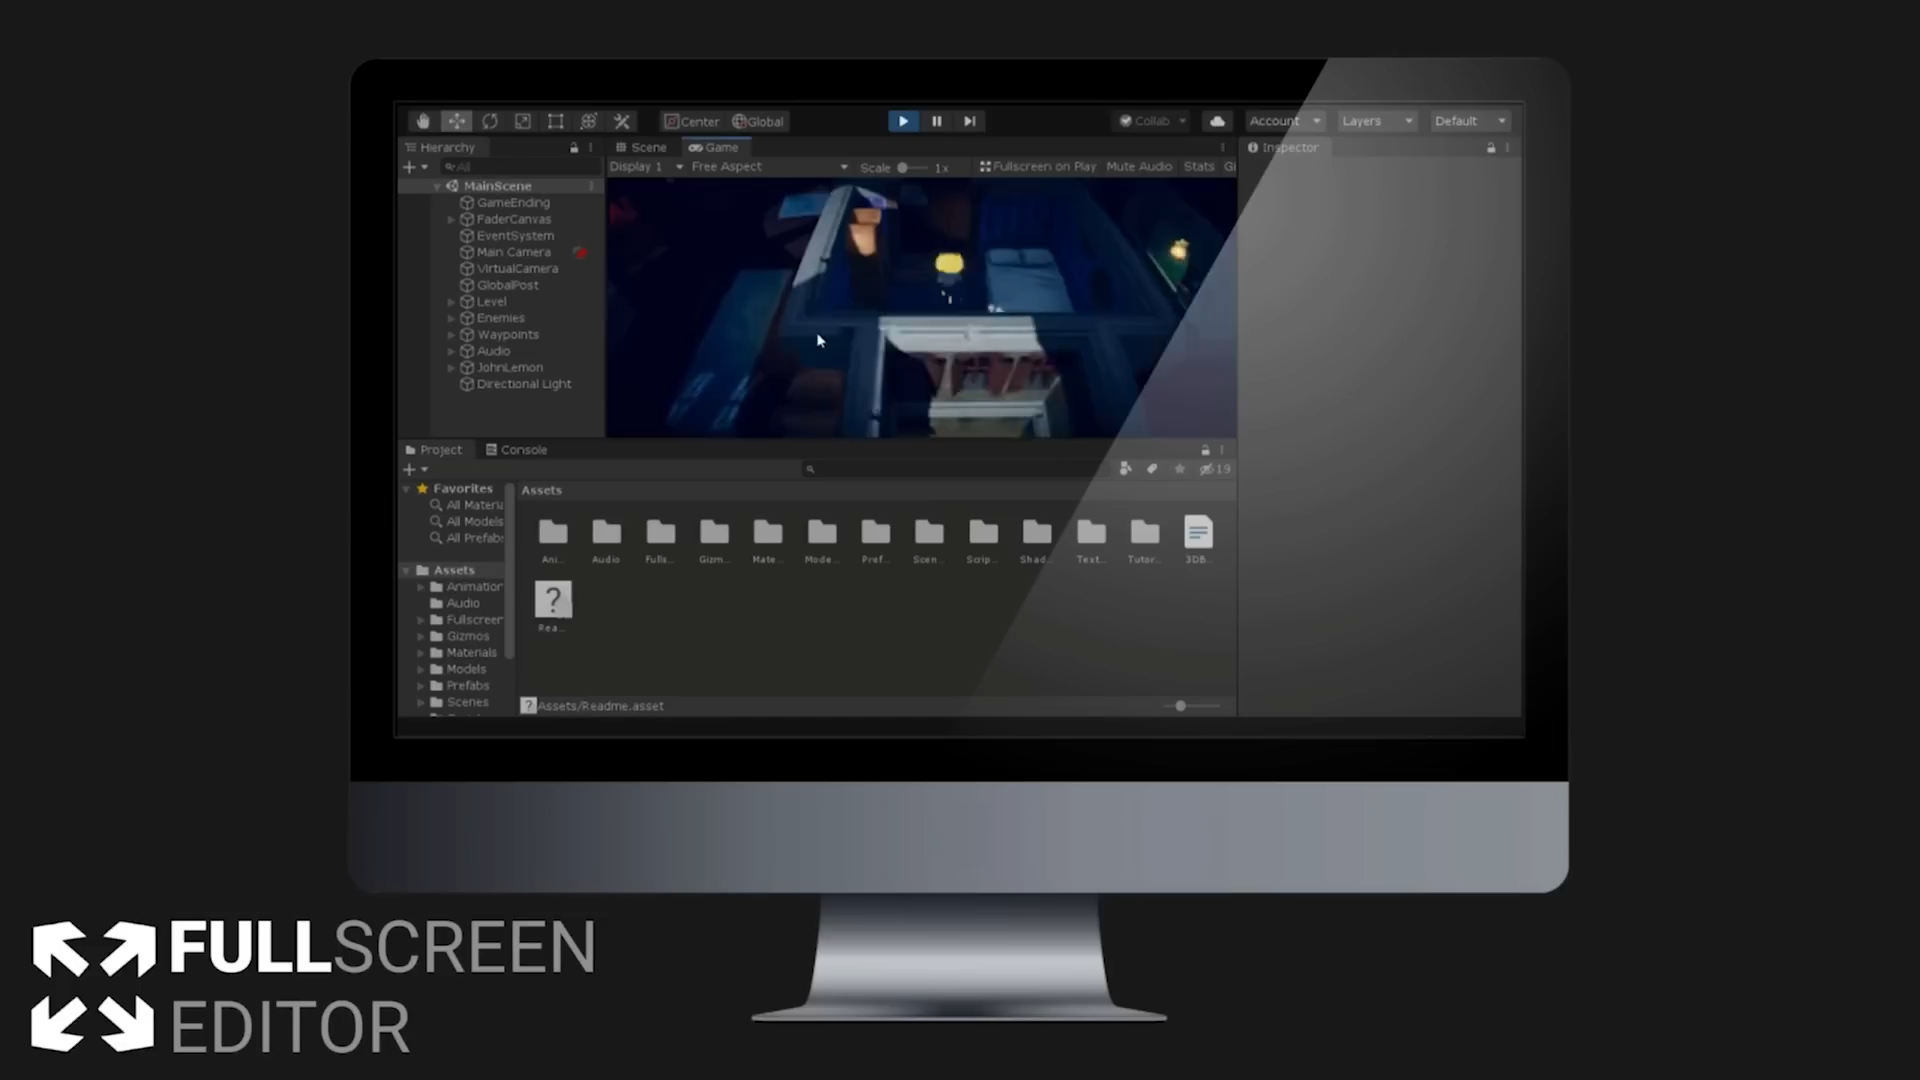 Center Global
Collab
Account Layers Default
Hierarchy
All
MainScene
GameEnding
FaderCanvas
EventSystem
Main Camera
VirtualCamera
GlobalPost
Level
Enemies
Waypoints
Audio
JohnLemon
Directional Light
Scene Game
Display 1 Free Aspect Scale 1x Fullscreen on Play Mute Audio Stats Gi
Inspector
Project Console
19
Favorites
All Materia
All Models
All Prefabs
Assets
Animation
Audio
Fullscreen
Gizmos
Materials
Models
Prefabs
Scenes
Assets
Ani... Audio Fulls... Gizm... Mate... Mode... Pref... Scen... Scrip... Shad... Text... Tutor... 3DB...
Rea...
Assets/Readme.asset
FULLSCREEN
EDITOR